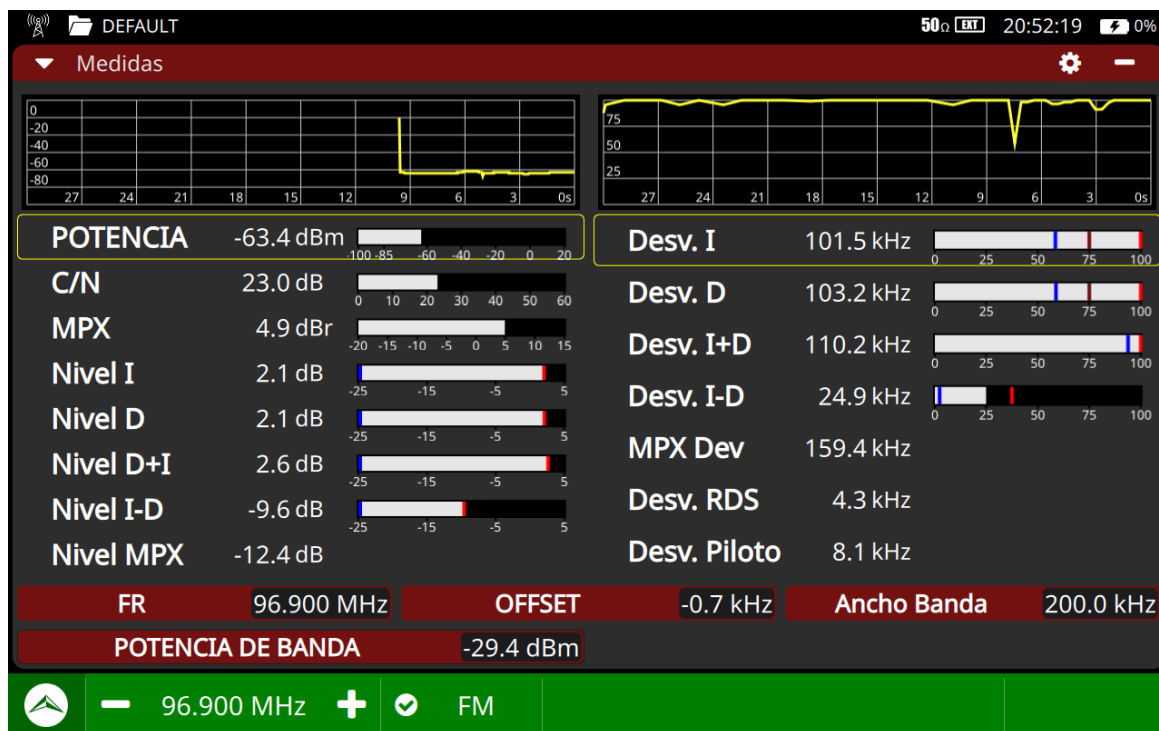 DEFAULT 50Ω EXT 20:52:19 0%
Medidas
0
-20
-40
-60
-80
27 24 21 18 15 12 9 6 3 0s
75
50
25
27 24 21 18 15 12 9 6 3 0s
POTENCIA -63.4 dBm
-100 -85 -60 -40 -20 0 20
C/N 23.0 dB
0 10 20 30 40 50 60
MPX 4.9 dBr
-20 -15 -10 -5 0 5 10 15
Nivel I 2.1 dB
-25 -15 -5 5
Nivel D 2.1 dB
-25 -15 -5 5
Nivel D+I 2.6 dB
-25 -15 -5 5
Nivel I-D -9.6 dB
-25 -15 -5 5
Nivel MPX -12.4 dB
Desv. I 101.5 kHz
0 25 50 75 100
Desv. D 103.2 kHz
0 25 50 75 100
Desv. I+D 110.2 kHz
0 25 50 75 100
Desv. I-D 24.9 kHz
0 25 50 75 100
MPX Dev 159.4 kHz
Desv. RDS 4.3 kHz
Desv. Piloto 8.1 kHz
FR 96.900 MHz OFFSET -0.7 kHz Ancho Banda 200.0 kHz
POTENCIA DE BANDA -29.4 dBm
96.900 MHz FM